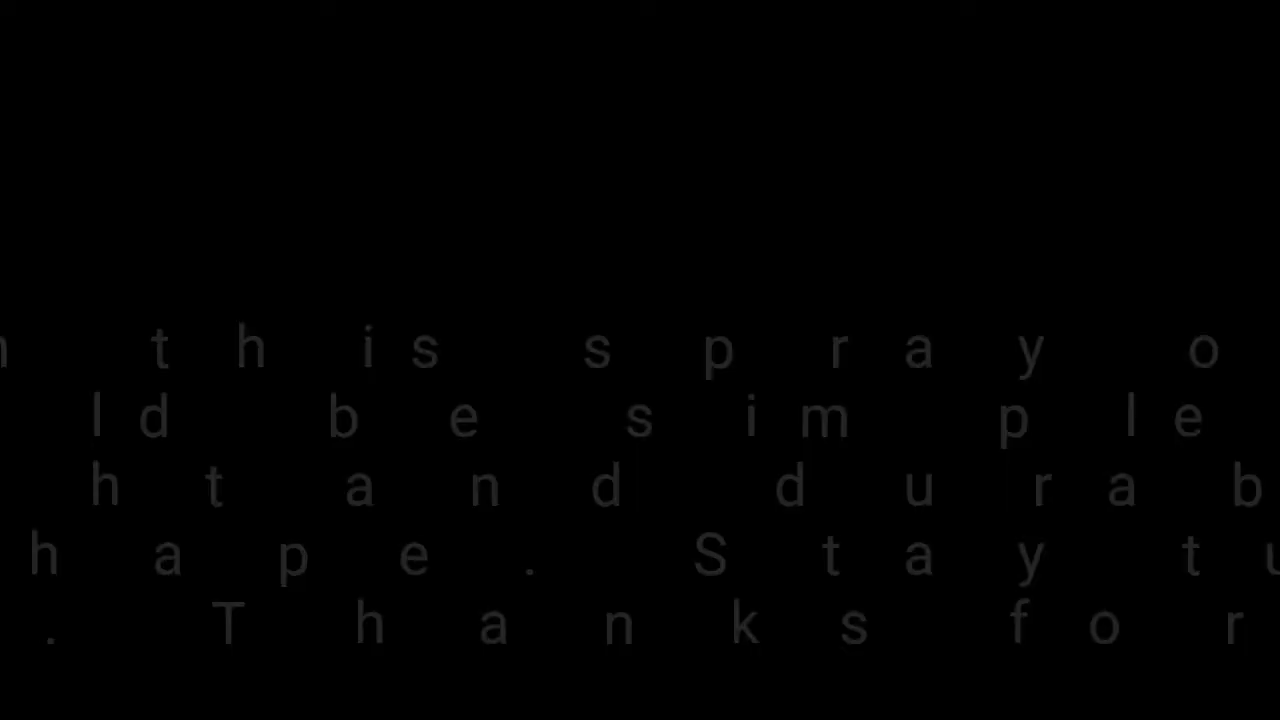 this spray o
ld be simple
ht and durab
hape. Stay tu
. Thanks for